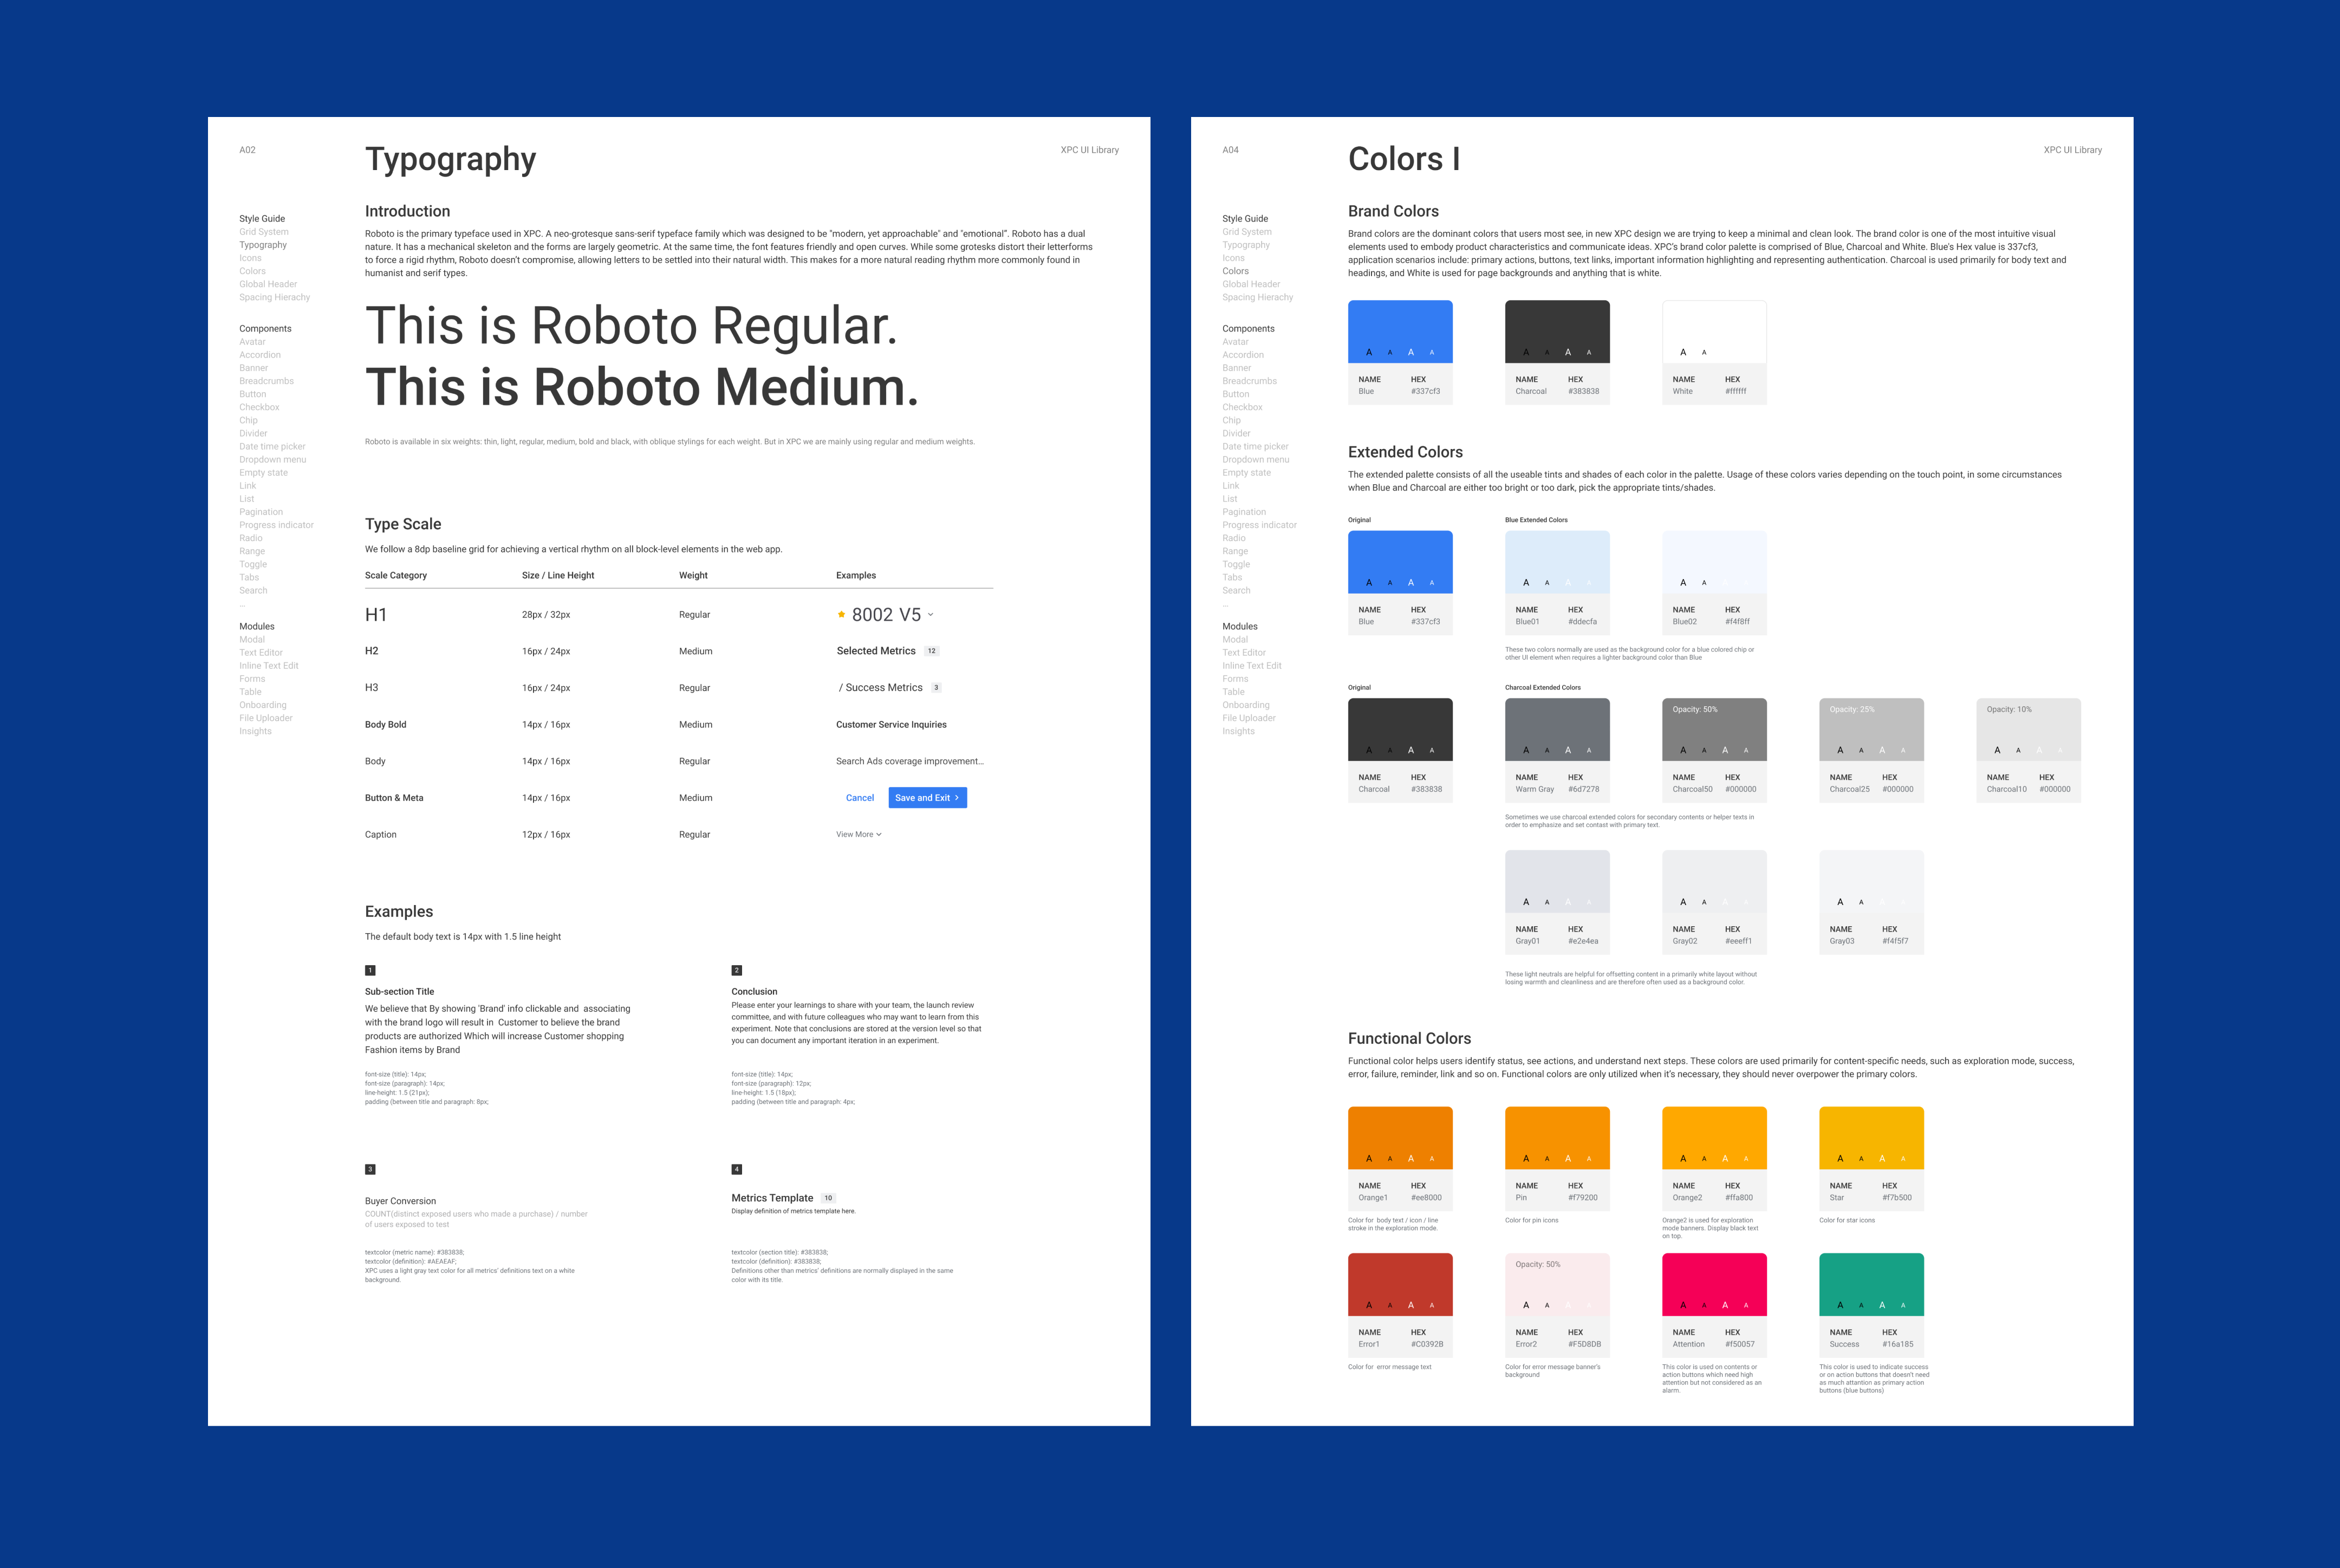 A02
Typography
XPC UI Library
Style Guide
Grid System
Typography
Icons
Colors
Global Header
Spacing Hierachy
Components
Avatar
Accordion
Banner
Breadcrumbs
Button
Checkbox
Chip
Divider
Date time picker
Dropdown menu
Empty state
Link
List
Pagination
Progress indicator
Radio
Range
Toggle
Tabs
Search
...
Modules
Modal
Text Editor
Inline Text Edit
Forms
Table
Onboarding
File Uploader
Insights
Introduction
Roboto is the primary typeface used in XPC. A neo-grotesque sans-serif typeface family which was designed to be "modern, yet approachable" and "emotional". Roboto has a dual
nature. It has a mechanical skeleton and the forms are largely geometric. At the same time, the font features friendly and open curves. While some grotesks distort their letterforms
to force a rigid rhythm, Roboto doesn't compromise, allowing letters to be settled into their natural width. This makes for a more natural reading rhythm more commonly found in
humanist and serif types.
This is Roboto Regular.
This is Roboto Medium.
Roboto is available in six weights: thin, light, regular, medium, bold and black, with oblique stylings for each weight. But in XPC we are mainly using regular and medium weights.
Type Scale
We follow a 8dp baseline grid for achieving a vertical rhythm on all block-level elements in the web app.
Scale Category Size / Line Height Weight Examples
H1 28px / 32px Regular 8002 V5
H2 16px / 24px Medium Selected Metrics 12
H3 16px / 24px Regular / Success Metrics 3
Body Bold 14px / 16px Medium Customer Service Inquiries
Body 14px / 16px Regular Search Ads coverage improvement...
Button & Meta 14px / 16px Medium Cancel Save and Exit
Caption 12px / 16px Regular View More
Examples
The default body text is 14px with 1.5 line height
1
Sub-section Title
We believe that By showing 'Brand' info clickable and associating
with the brand logo will result in Customer to believe the brand
products are authorized Which will increase Customer shopping
Fashion items by Brand
font-size (title): 14px;
font-size (paragraph): 14px;
line-height: 1.5 (21px);
padding (between title and paragraph: 8px;
2
Conclusion
Please enter your learnings to share with your team, the launch review
committee, and with future colleagues who may want to learn from this
experiment. Note that conclusions are stored at the version level so that
you can document any important iteration in an experiment.
font-size (title): 14px;
font-size (paragraph): 12px;
line-height: 1.5 (18px);
padding (between title and paragraph: 4px;
3
Buyer Conversion
COUNT(distinct exposed users who made a purchase) / number
of users exposed to test
textcolor (metric name): #383838;
textcolor (definition): #AEAEAF;
XPC uses a light gray text color for all metrics' definitions text on a white
background.
4
Metrics Template 10
Display definition of metrics template here.
textcolor (section title): #383838;
textcolor (definition): #383838;
Definitions other than metrics' definitions are normally displayed in the same
color with its title.
A04
Colors I
XPC UI Library
Style Guide
Grid System
Typography
Icons
Colors
Global Header
Spacing Hierachy
Components
Avatar
Accordion
Banner
Breadcrumbs
Button
Checkbox
Chip
Divider
Date time picker
Dropdown menu
Empty state
Link
List
Pagination
Progress indicator
Radio
Range
Toggle
Tabs
Search
...
Modules
Modal
Text Editor
Inline Text Edit
Forms
Table
Onboarding
File Uploader
Insights
Brand Colors
Brand colors are the dominant colors that users most see, in new XPC design we are trying to keep a minimal and clean look. The brand color is one of the most intuitive visual
elements used to embody product characteristics and communicate ideas. XPC's brand color palette is comprised of Blue, Charcoal and White. Blue's Hex value is 337cf3,
application scenarios include: primary actions, buttons, text links, important information highlighting and representing authentication. Charcoal is used primarily for body text and
headings, and White is used for page backgrounds and anything that is white.
A A A A A A A A A A
NAME HEX NAME HEX NAME HEX
Blue #337cf3 Charcoal #383838 White #ffffff
Extended Colors
The extended palette consists of all the useable tints and shades of each color in the palette. Usage of these colors varies depending on the touch point, in some circumstances
when Blue and Charcoal are either too bright or too dark, pick the appropriate tints/shades.
Original Blue Extended Colors
A A A A A A A A A A
NAME HEX NAME HEX NAME HEX
Blue #337cf3 Blue01 #ddecfa Blue02 #f4f8ff
These two colors normally are used as the background color for a blue colored chip or
other UI element when requires a lighter background color than Blue
Original Charcoal Extended Colors
Opacity: 50% Opacity: 25% Opacity: 10%
A A A A A A A A A A A A A A A A A A A A
NAME HEX NAME HEX NAME HEX NAME HEX NAME HEX
Charcoal #383838 Warm Gray #6d7278 Charcoal50 #000000 Charcoal25 #000000 Charcoal10 #000000
Sometimes we use charcoal extended colors for secondary contents or helper texts in
order to emphasize and set contast with primary text.
A A A A A A A A A A
NAME HEX NAME HEX NAME HEX
Gray01 #e2e4ea Gray02 #eeeff1 Gray03 #f4f5f7
These light neutrals are helpful for offsetting content in a primarily white layout without
losing warmth and cleanliness and are therefore often used as a background color.
Functional Colors
Functional color helps users identify status, see actions, and understand next steps. These colors are used primarily for content-specific needs, such as exploration mode, success,
error, failure, reminder, link and so on. Functional colors are only utilized when it's necessary, they should never overpower the primary colors.
A A A A A A A A A A A A A A A A
NAME HEX NAME HEX NAME HEX NAME HEX
Orange1 #ee8000 Pin #f79200 Orange2 #ffa800 Star #f7b500
Color for body text / icon / line
stroke in the exploration mode.
Color for pin icons
Orange2 is used for exploration
mode banners. Display black text
on top.
Color for star icons
Opacity: 50%
A A A A A A A A A A A A A A A A
NAME HEX NAME HEX NAME HEX NAME HEX
Error1 #C0392B Error2 #F5D8DB Attention #f50057 Success #16a185
Color for error message text
Color for error message banner's
background
This color is used on contents or
action buttons which need high
attention but not considered as an
alarm.
This color is used to indicate success
or on action buttons that doesn't need
as much attantion as primary action
buttons (blue buttons)